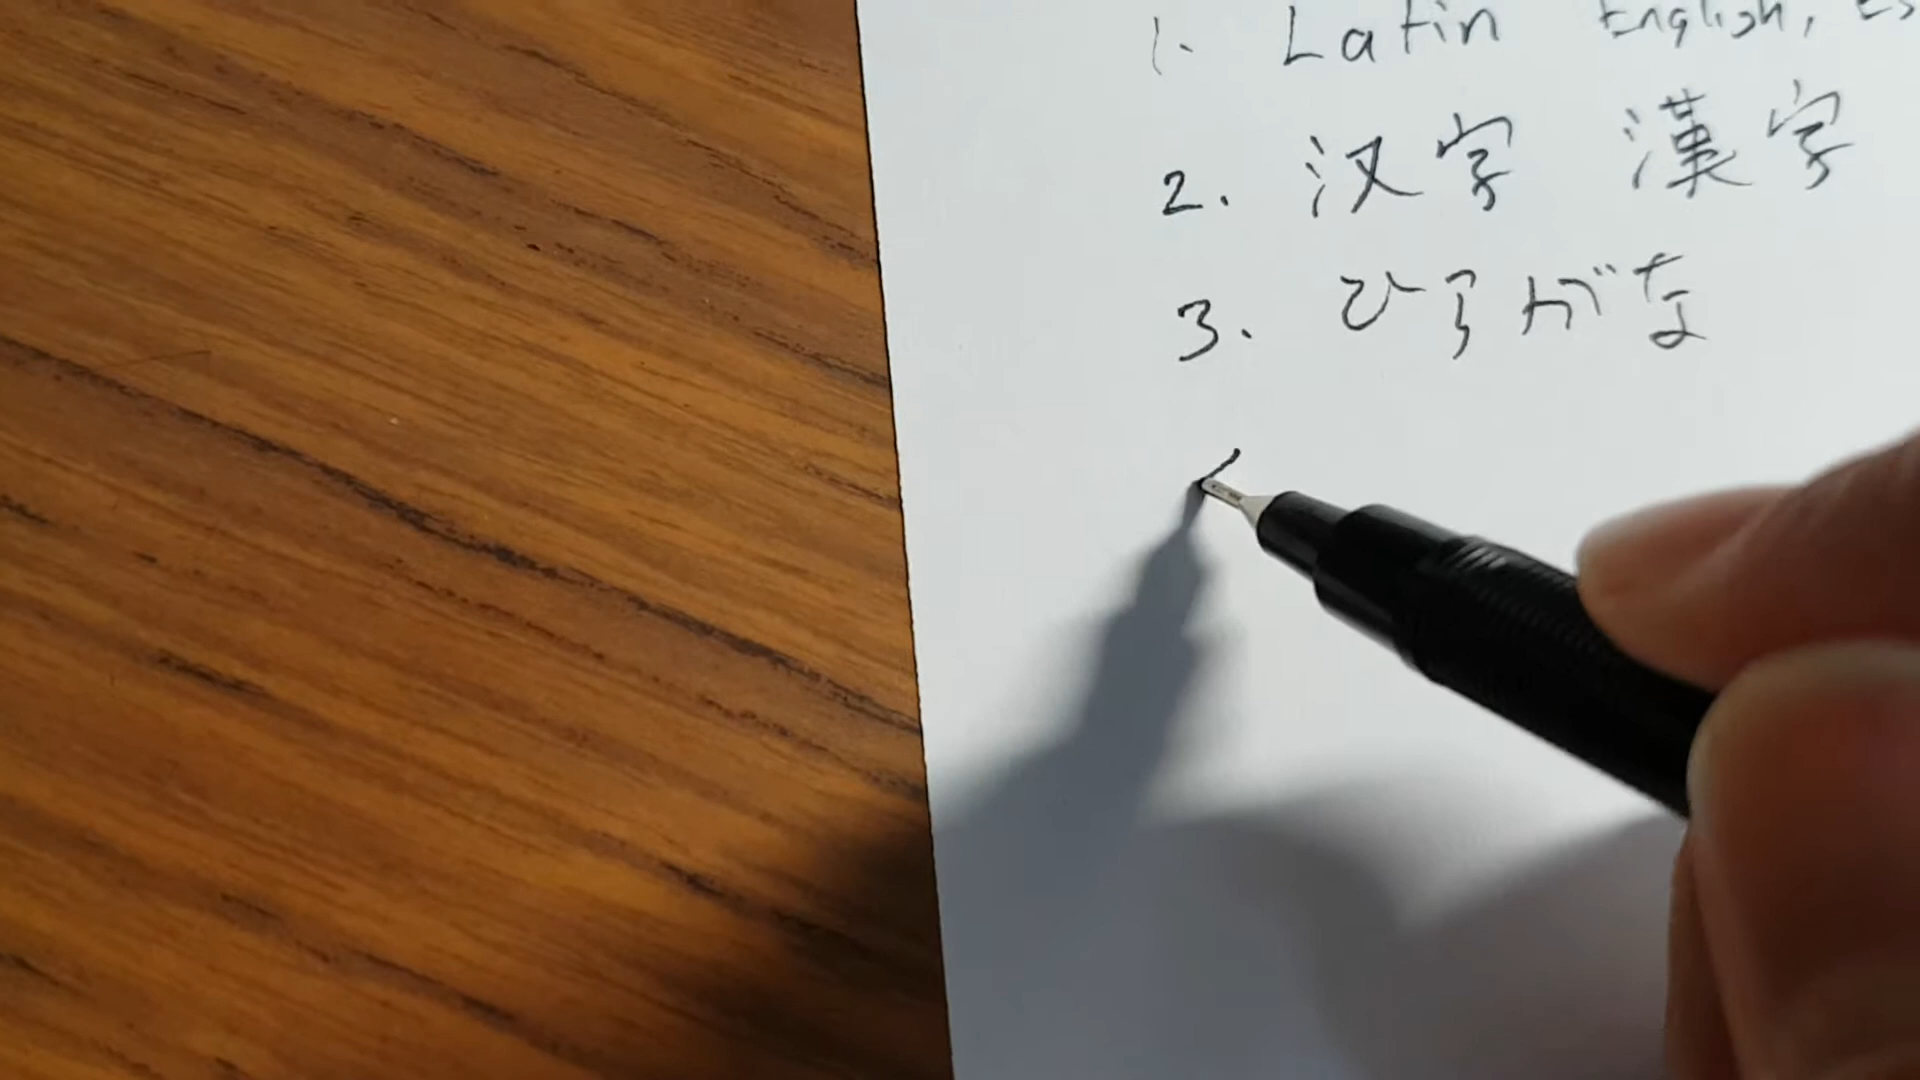 1. Latin English,
2. 汉字 漢字
3. ひらがな